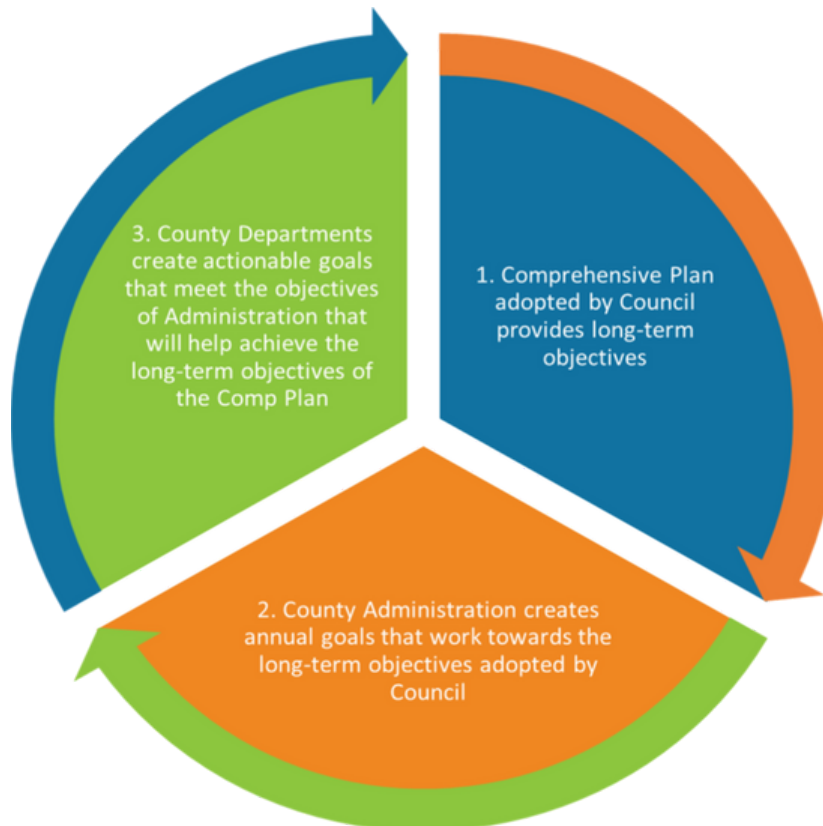 1. Comprehensive Plan
adopted by Council
provides long-term
objectives
2. County Administration creates
annual goals that work towards the
long-term objectives adopted by
Council
3. County Departments
create actionable goals
that meet the objectives
of Administration that
will help achieve the
long-term objectives of
the Comp Plan